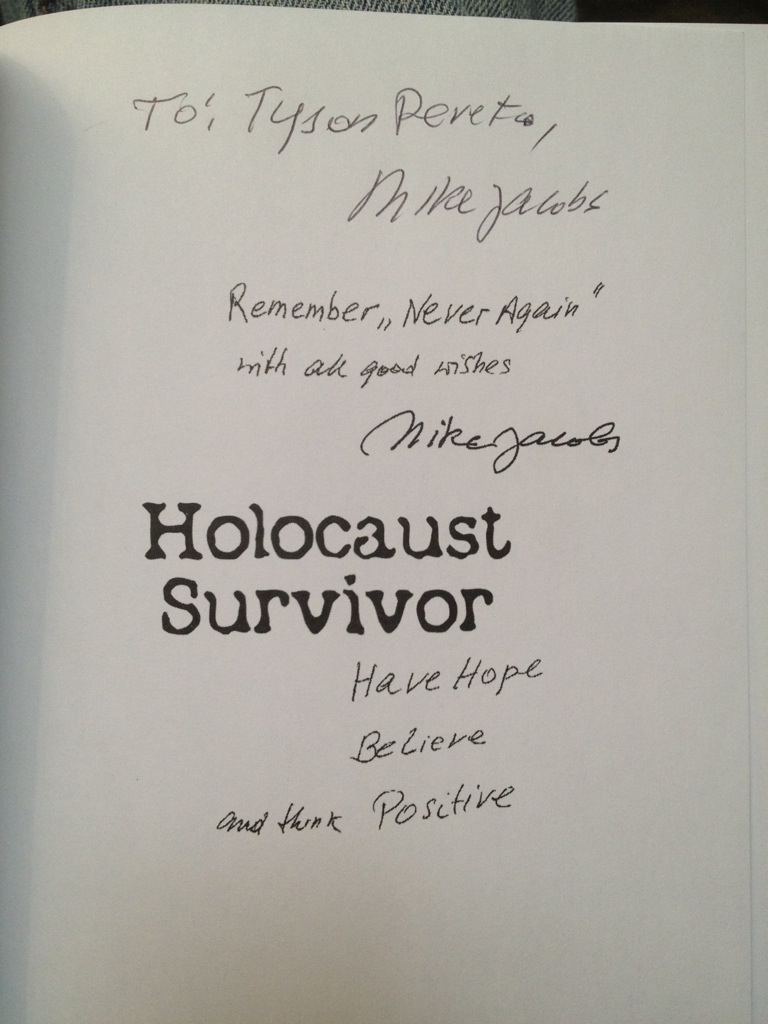 To: Tyson
Mike Jacobs
Remember „Never Again"
with all good wishes
Mike Jacobs
Holocaust
Survivor
Have Hope
Believe
and think Positive